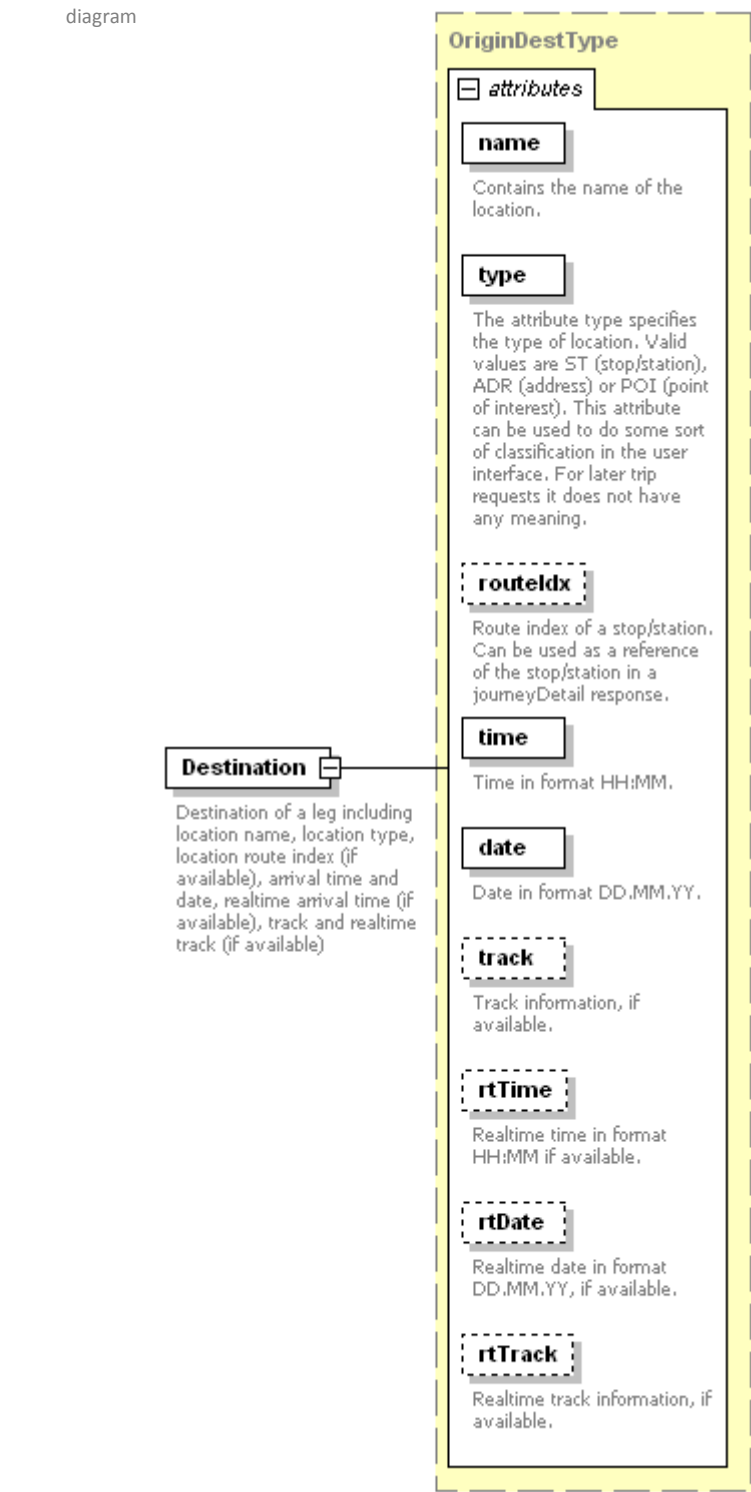 diagram
OriginDestType
attributes
name
Contains the name of the
location.
type
The attribute type specifies
the type of location. Valid
values are ST (stop/station),
ADR (address) or POI (point
of interest). This attribute
can be used to do some sort
of classification in the user
interface. For later trip
requests it does not have
any meaning.
routeIdx
Route index of a stop/station.
Can be used as a reference
of the stop/station in a
journeyDetail response.
time
Time in format HH:MM.
Destination
Destination of a leg including
location name, location type,
location route index (if
available), arrival time and
date, realtime arrival time (if
available), track and realtime
track (if available)
date
Date in format DD.MM.YY.
track
Track information, if
available.
rtTime
Realtime time in format
HH:MM if available.
rtDate
Realtime date in format
DD.MM.YY, if available.
rtTrack
Realtime track information, if
available.